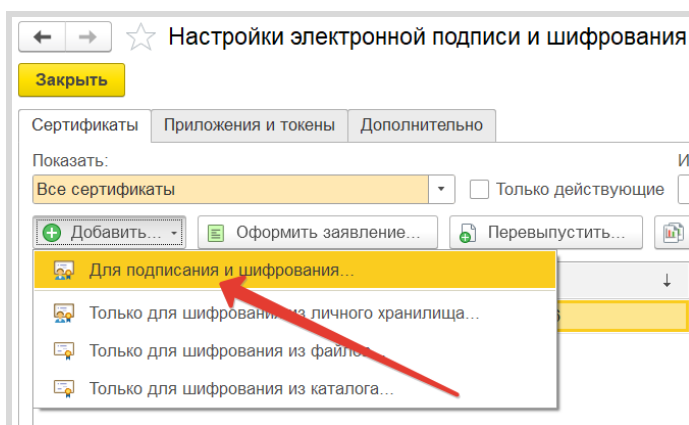 Настройки электронной подписи и шифрования
Закрыть
Сертификаты Приложения и токены Дополнительно
Показать:
Все сертификаты Только действующие
Добавить... Оформить заявление... Перевыпустить...
Для подписания и шифрования...
Только для шифрования из личного хранилища...
Только для шифрования из файлов...
Только для шифрования из каталога...